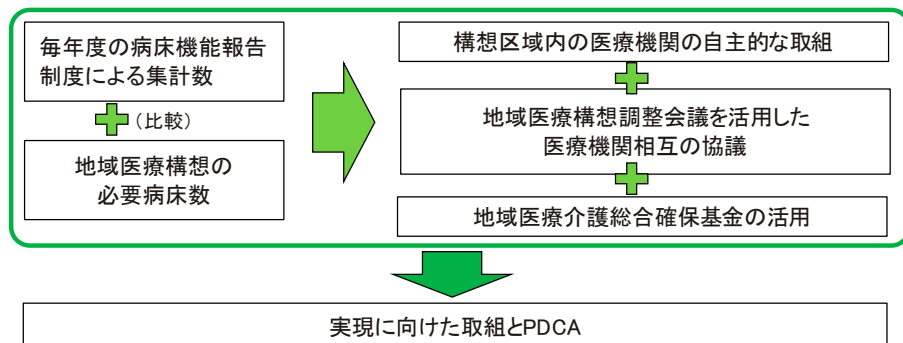 毎年度の病床機能報告
制度による集計数
（比較）
地域医療構想の
必要病床数
構想区域内の医療機関の自主的な取組
地域医療構想調整会議を活用した
医療機関相互の協議
地域医療介護総合確保基金の活用
実現に向けた取組とPDCA